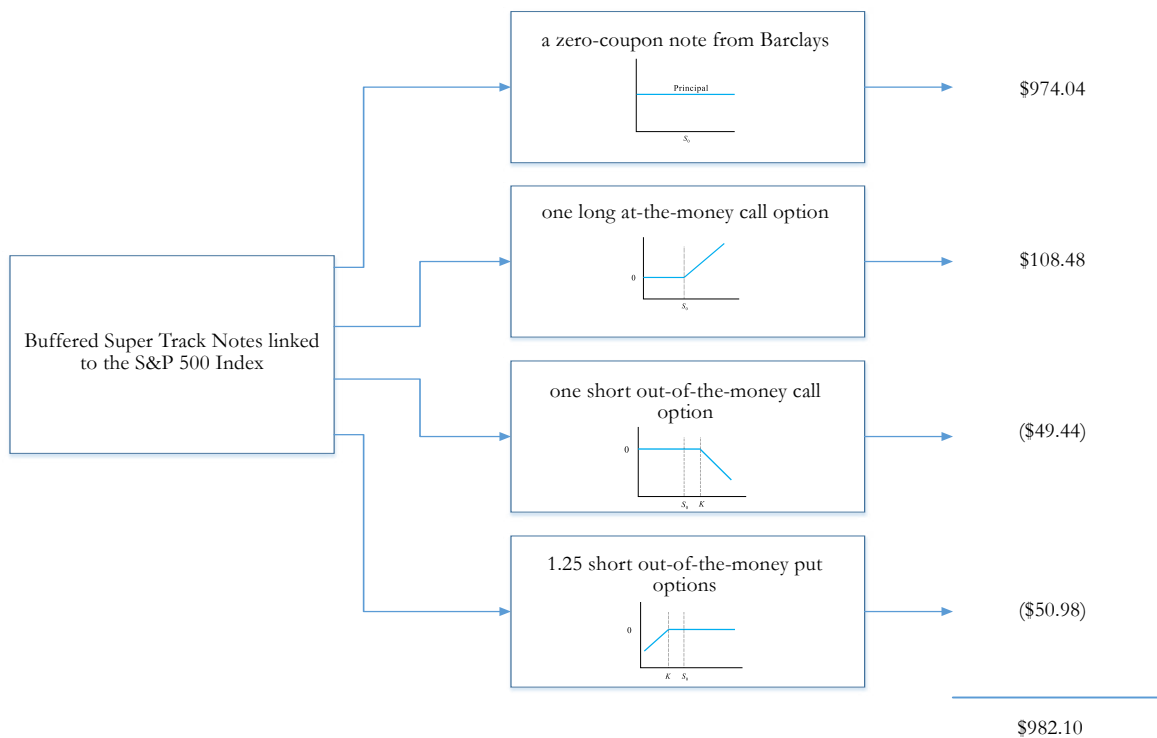 a zero-coupon note from Barclays
Principal
S₀
$974.04
one long at-the-money call option
0
S₀
$108.48
Buffered Super Track Notes linked
to the S&P 500 Index
one short out-of-the-money call
option
0
S₀ K
($49.44)
1.25 short out-of-the-money put
options
0
K S₀
($50.98)
$982.10